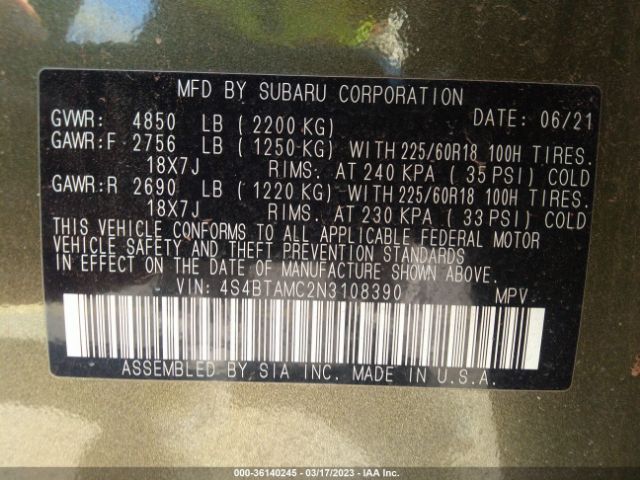 MFD BY SUBARU CORPORATION
GVWR: 4850 LB (2200 KG) DATE: 06/21
GAWR:F 2756 LB (1250 KG) WITH 225/60R18 100H TIRES.
18X7J RIMS. AT 240 KPA (35 PSI) COLD
GAWR:R 2690 LB (1220 KG) WITH 225/60R18 100H TIRES.
18X7J RIMS. AT 230 KPA (33 PSI) COLD
THIS VEHICLE CONFORMS TO ALL APPLICABLE FEDERAL MOTOR
VEHICLE SAFETY AND THEFT PREVENTION STANDARDS
IN EFFECT ON THE DATE OF MANUFACTURE SHOWN ABOVE.
VIN: 4S4BTAMC2N3108390 MPV
ASSEMBLED BY SIA INC. MADE IN U.S.A.
000-36140245 - 03/17/2023 - IAA Inc.